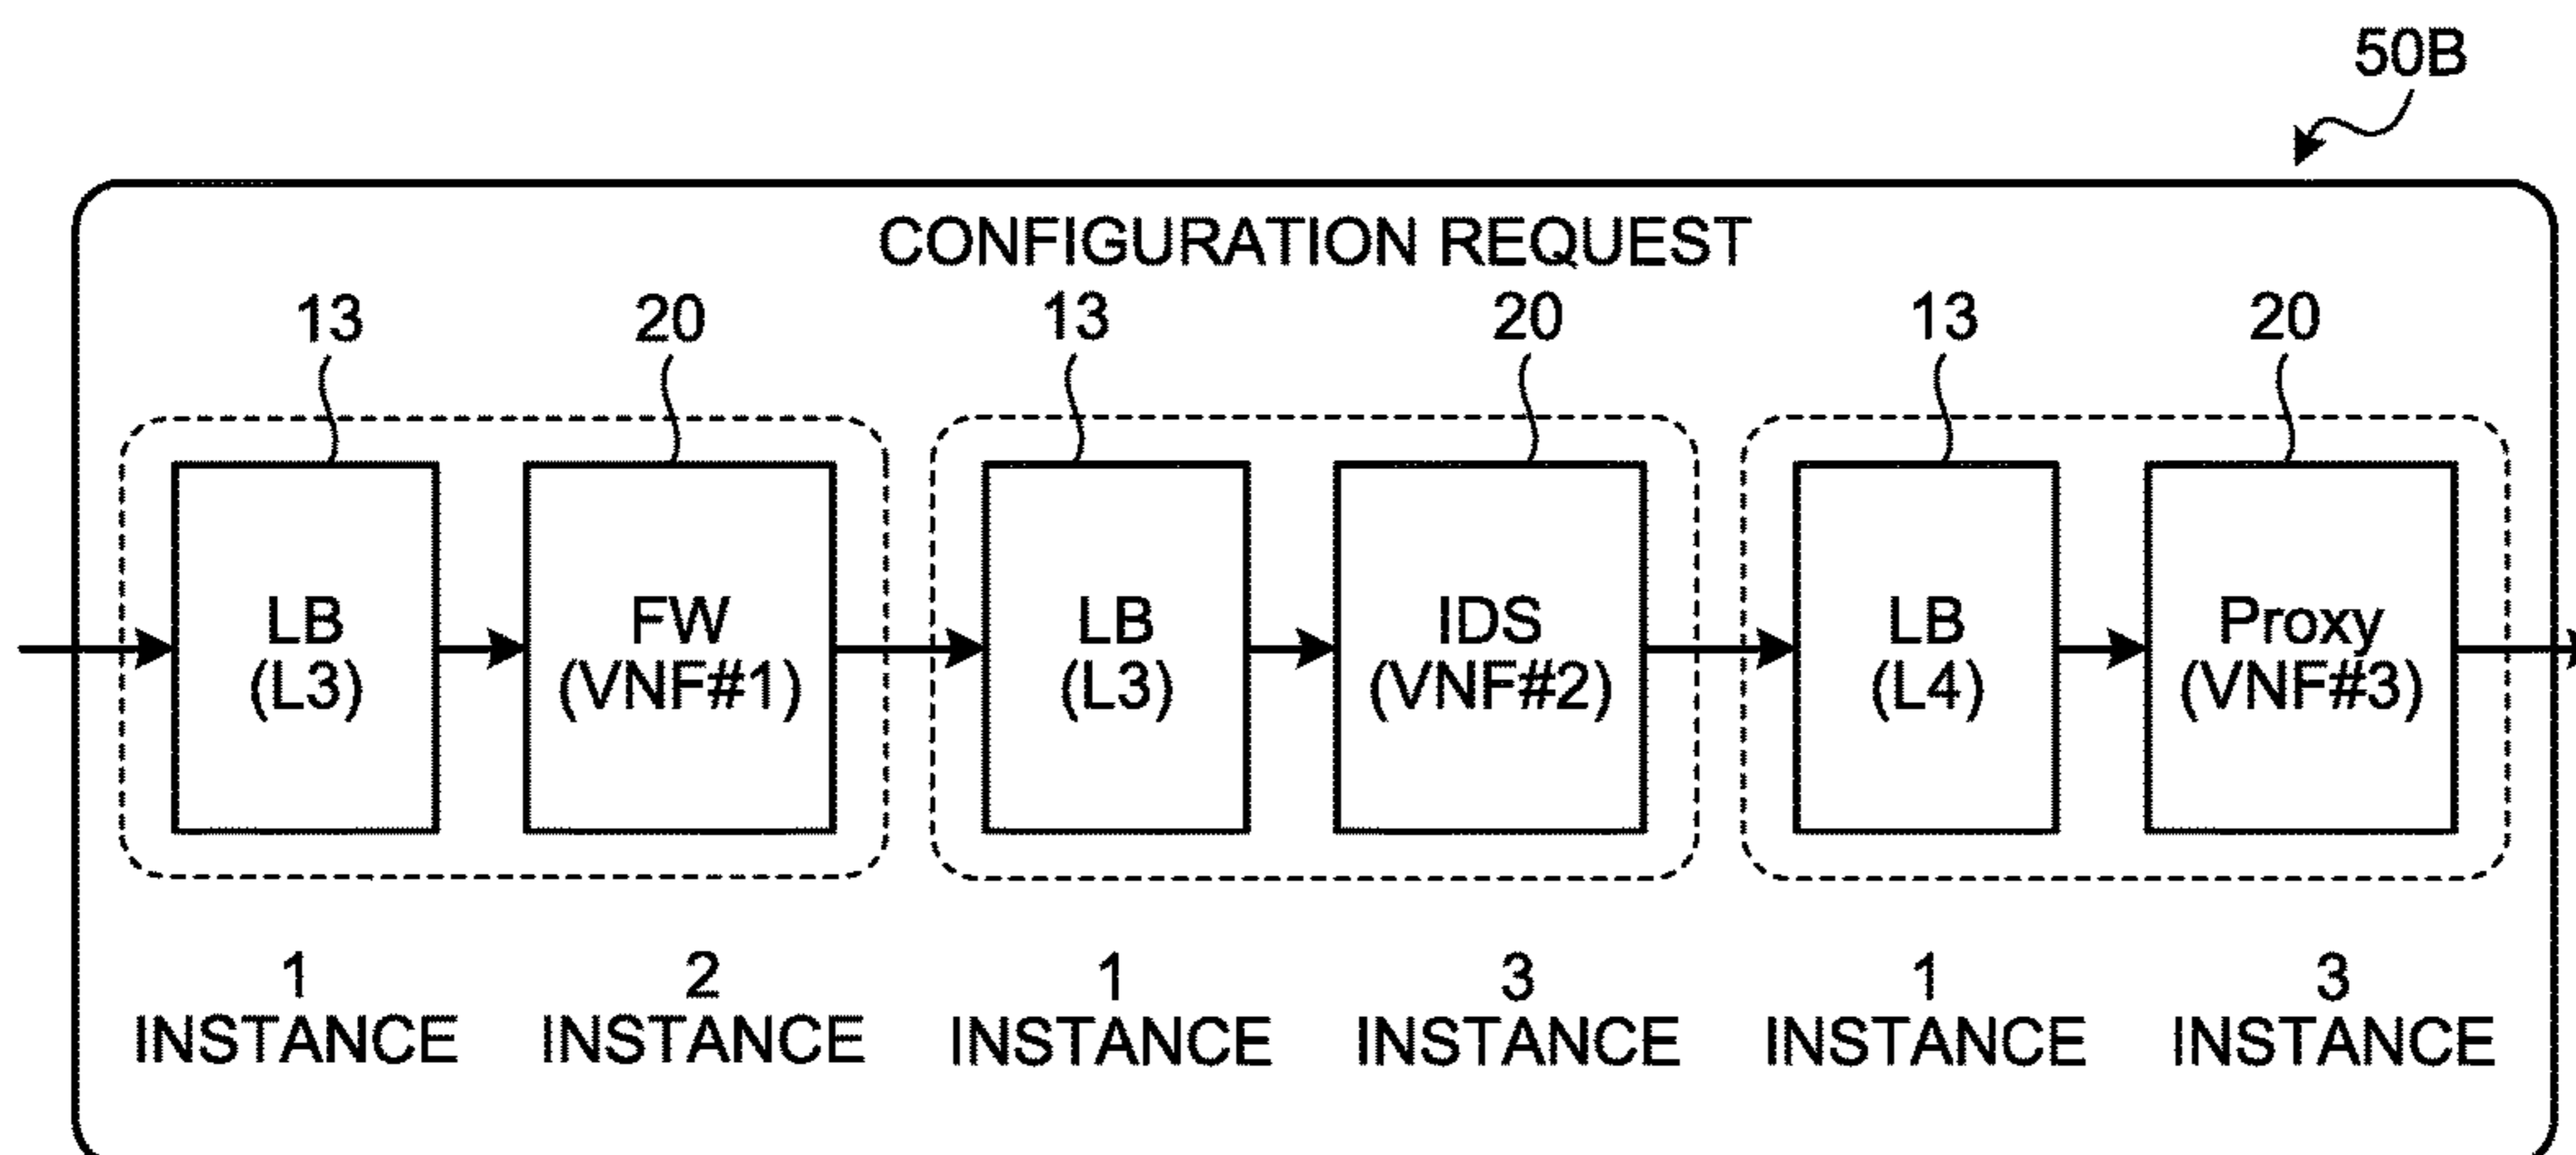 50B
CONFIGURATION REQUEST
13 20 13 20 13 20
LB FW LB IDS LB Proxy
(L3) (VNF#1) (L3) (VNF#2) (L4) (VNF#3)
1 2 1 3 1 3
INSTANCE INSTANCE INSTANCE INSTANCE INSTANCE INSTANCE